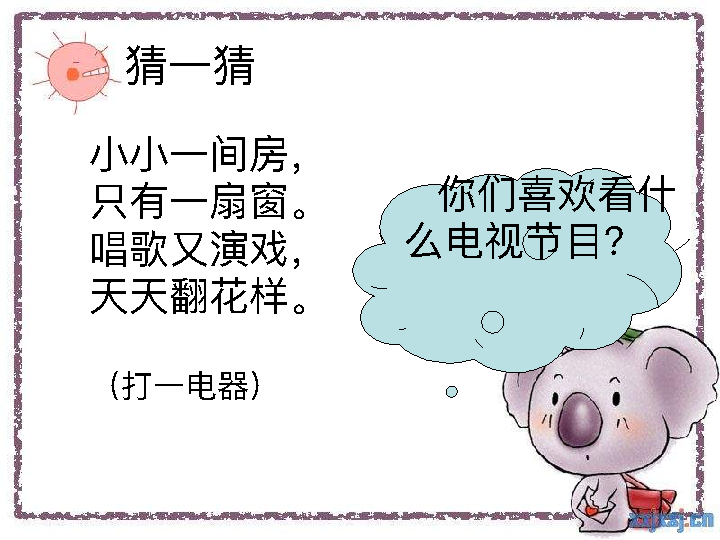 猜一猜
小小一间房，
只有一扇窗。
唱歌又演戏，
天天翻花样。
（打一电器）
你们喜欢看什
么电视节目？